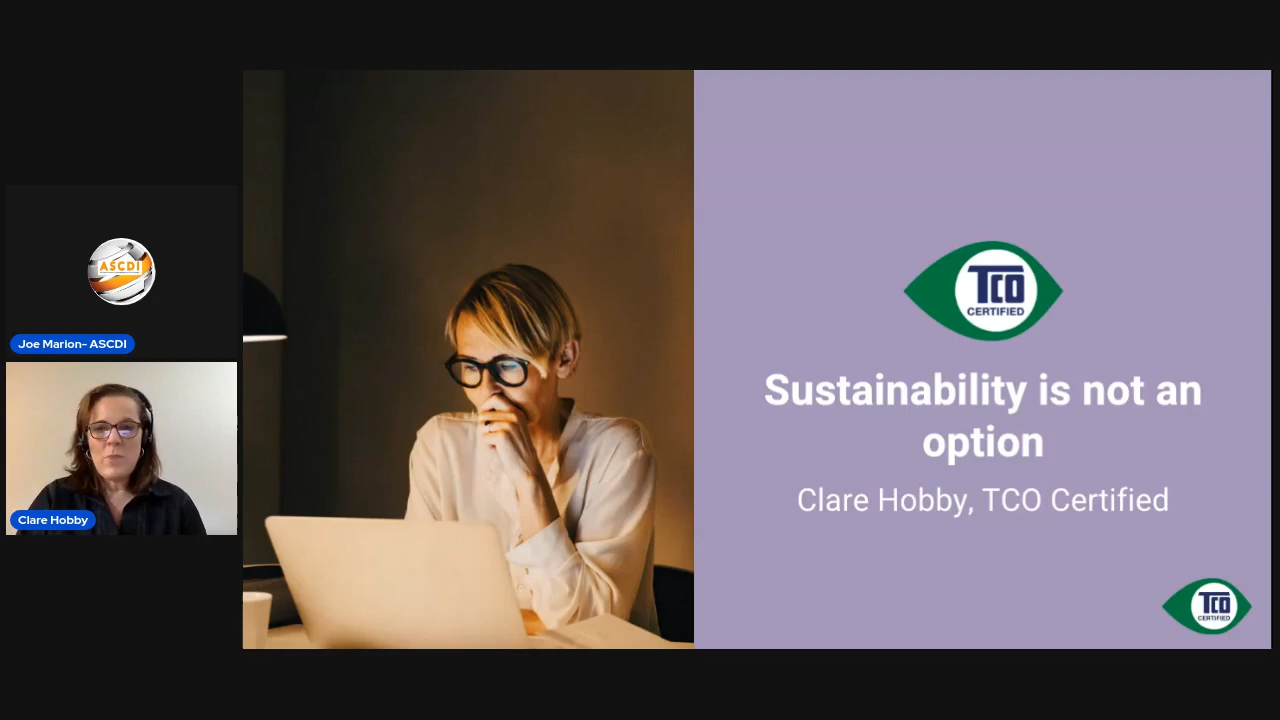 ASCDI
Joe Marion- ASCDI
Clare Hobby
TCO
CERTIFIED
Sustainability is not an
option
Clare Hobby, TCO Certified
TCO
CERTIFIED